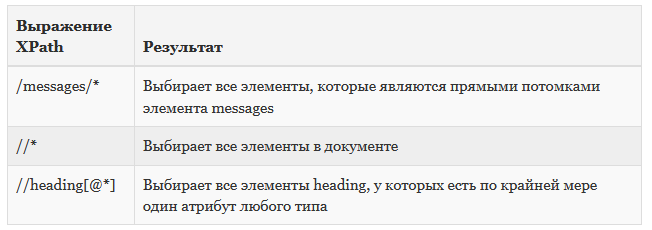 Выражение
XPath
Результат
/messages/*
Выбирает все элементы, которые являются прямыми потомками
элемента messages
//*
Выбирает все элементы в документе
//heading[@*]
Выбирает все элементы heading, у которых есть по крайней мере
один атрибут любого типа